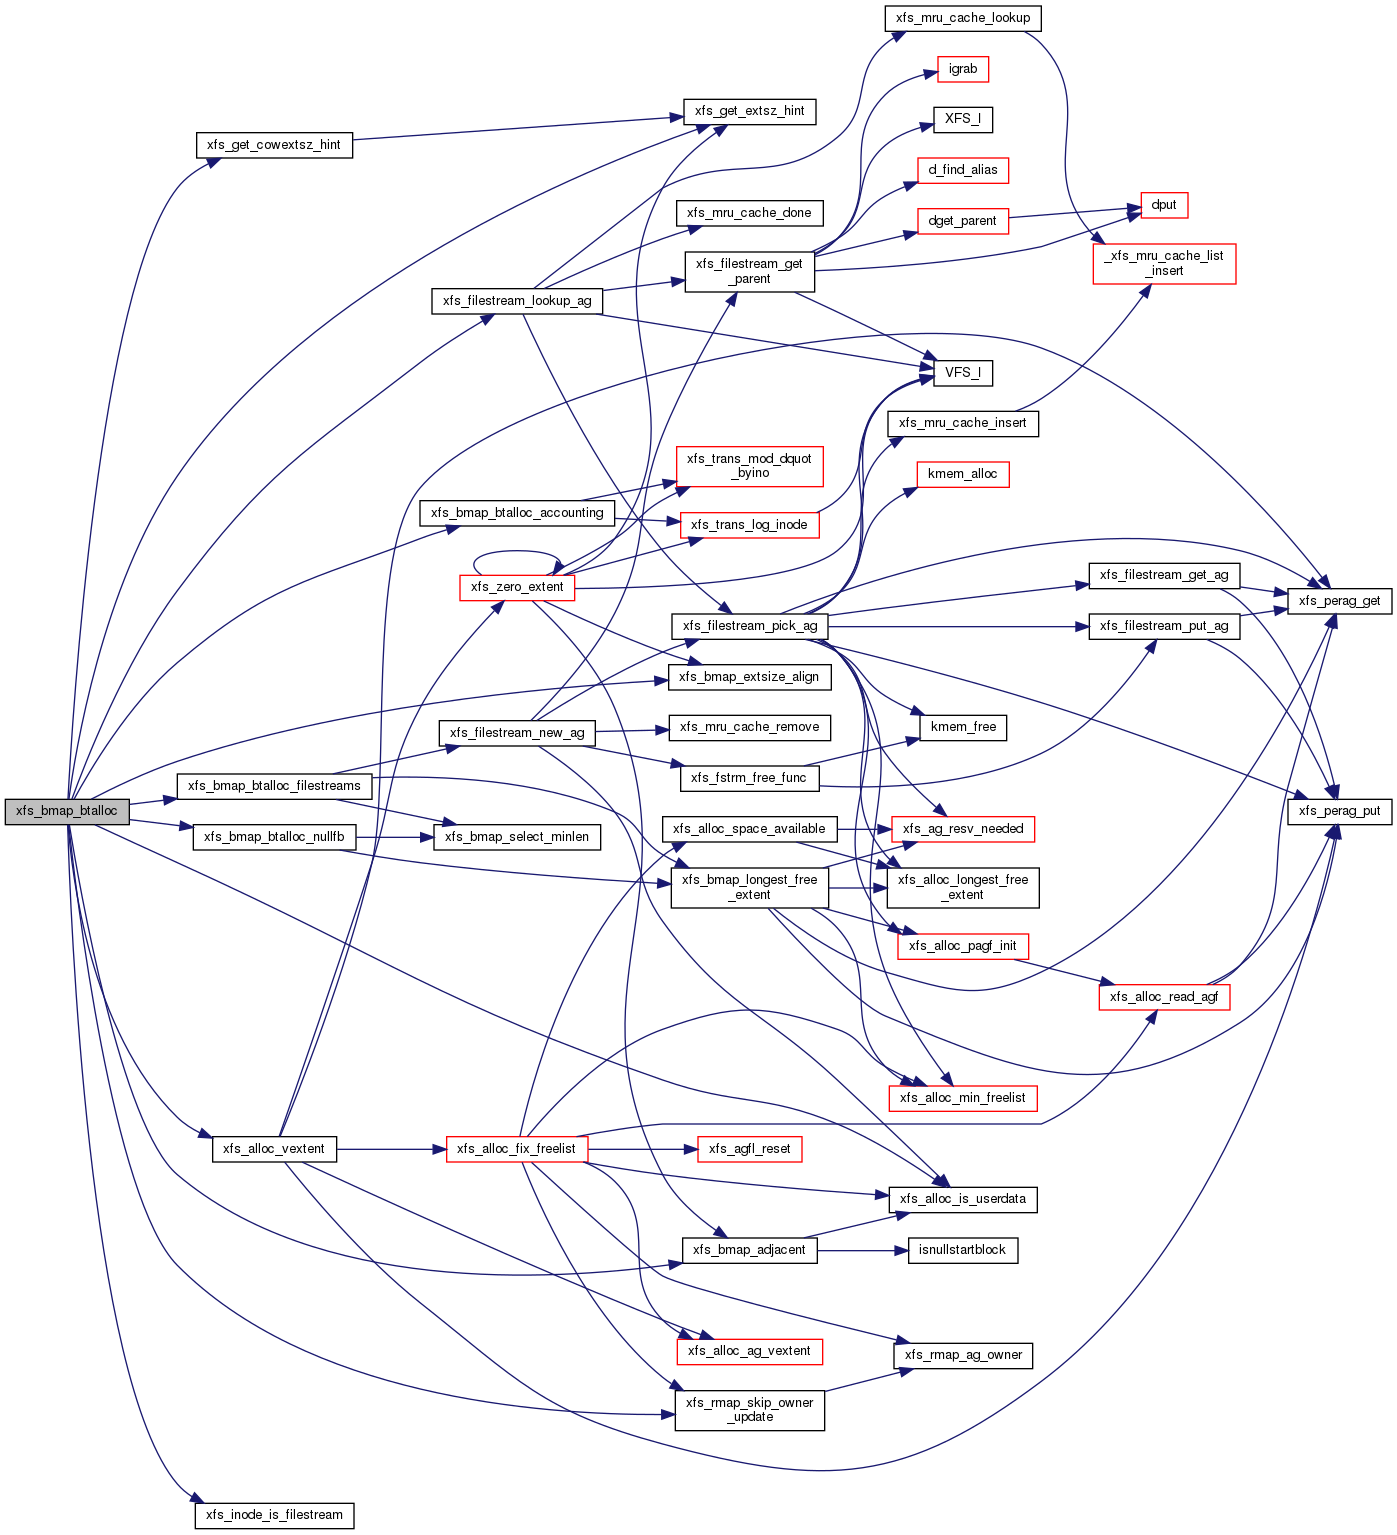 xfs_mru_cache_lookup
igrab
xfs_get_extsz_hint
XFS_I
xfs_get_cowextsz_hint
d_find_alias
xfs_mru_cache_done
dget_parent
dput
xfs_filestream_get
_parent
_xfs_mru_cache_list
_insert
xfs_filestream_lookup_ag
VFS_I
xfs_mru_cache_insert
xfs_trans_mod_dquot
_byino
kmem_alloc
xfs_bmap_btalloc_accounting
xfs_trans_log_inode
xfs_zero_extent
xfs_filestream_get_ag
xfs_perag_get
xfs_filestream_pick_ag
xfs_filestream_put_ag
xfs_bmap_extsize_align
xfs_filestream_new_ag
xfs_mru_cache_remove
kmem_free
xfs_fstrm_free_func
xfs_bmap_btalloc_filestreams
xfs_bmap_btalloc
xfs_perag_put
xfs_bmap_btalloc_nullfb
xfs_bmap_select_minlen
xfs_alloc_space_available
xfs_ag_resv_needed
xfs_bmap_longest_free
_extent
xfs_alloc_longest_free
_extent
xfs_alloc_pagf_init
xfs_alloc_read_agf
xfs_alloc_min_freelist
xfs_alloc_vextent
xfs_alloc_fix_freelist
xfs_agfl_reset
xfs_alloc_is_userdata
xfs_bmap_adjacent
isnullstartblock
xfs_alloc_ag_vextent
xfs_rmap_ag_owner
xfs_rmap_skip_owner
_update
xfs_inode_is_filestream